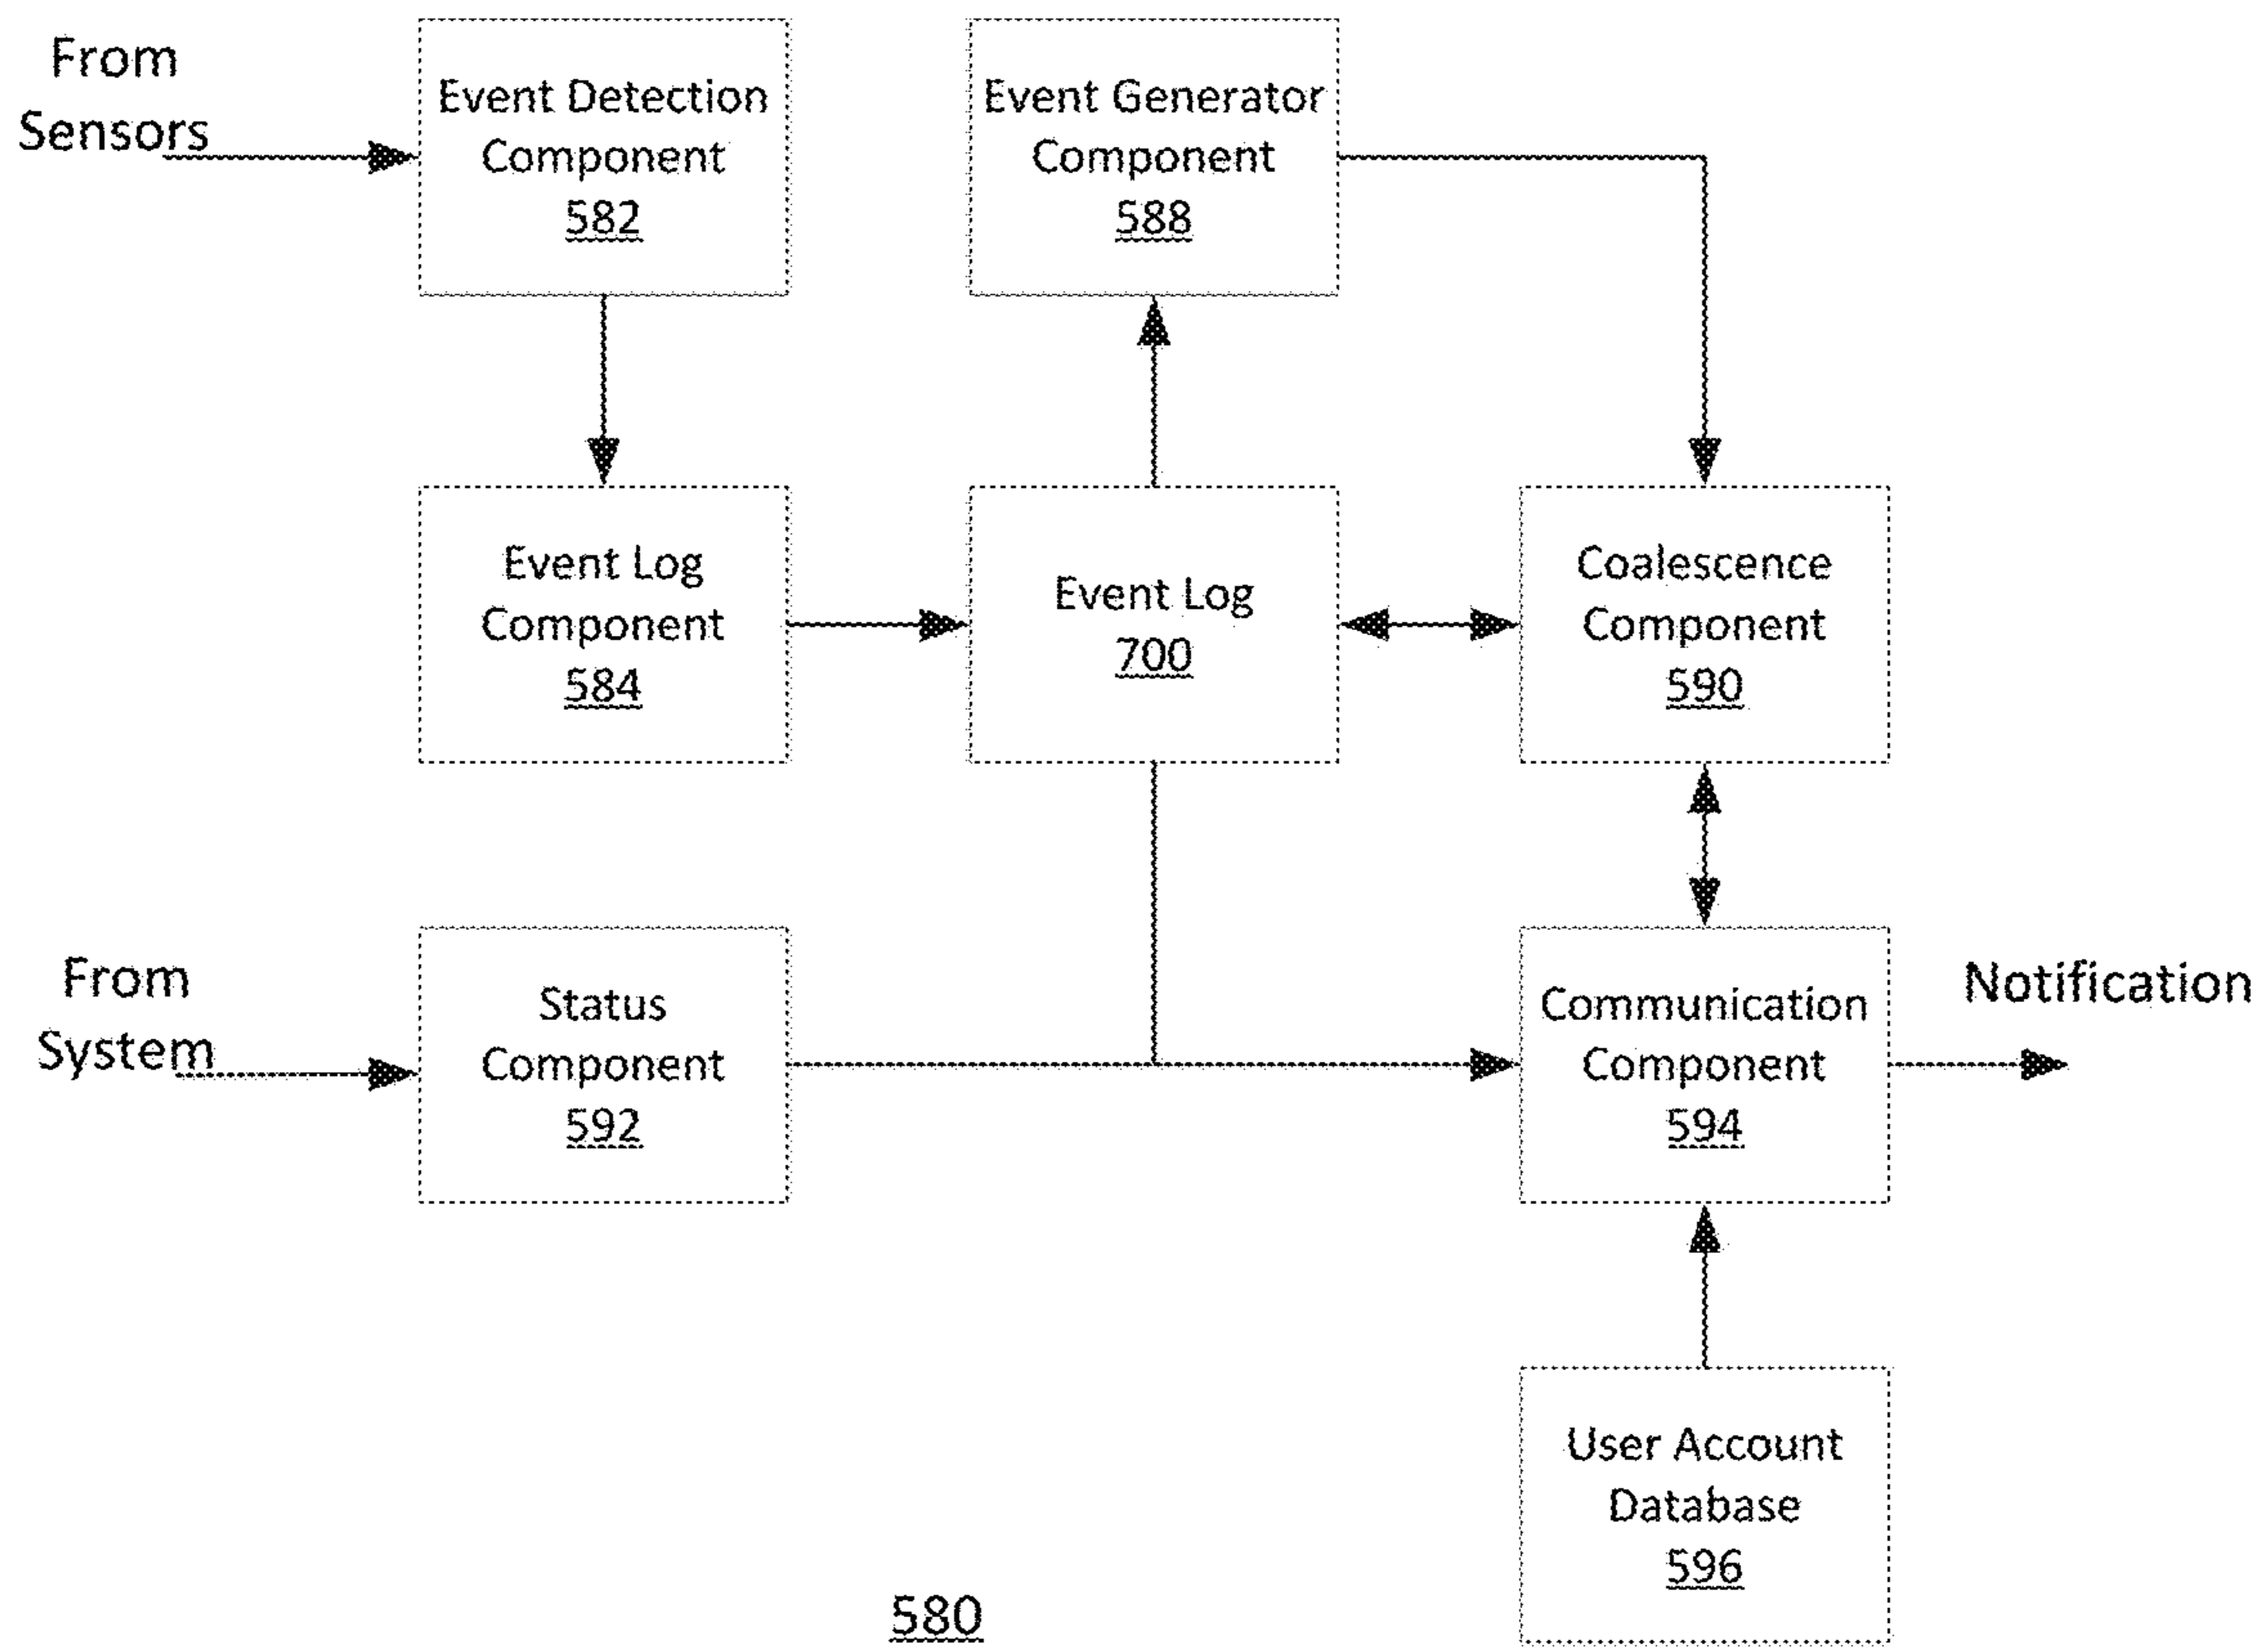 From
Sensors
Event Detection
Component
582
Event Generator
Component
588
Event Log
Component
584
Event Log
700
Coalescence
Component
590
From
System
Status
Component
592
Communication
Component
594
Notification
User Account
Database
596
580